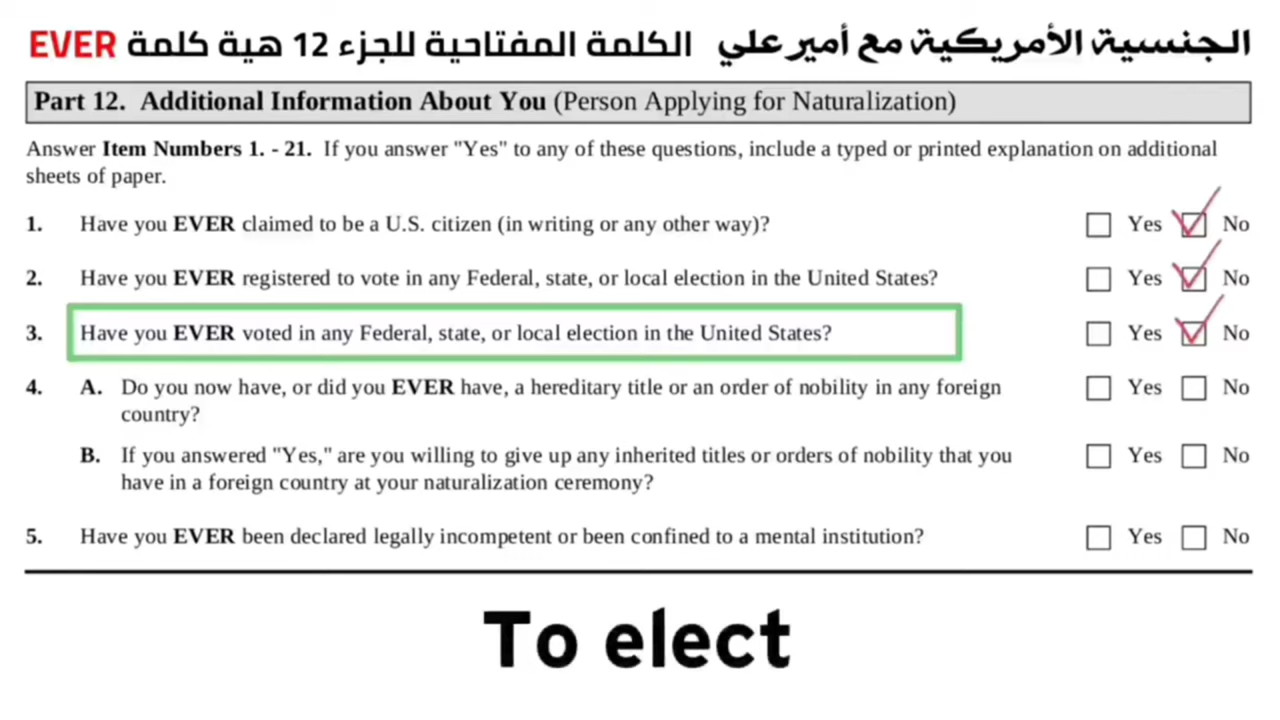 الجنسية الأمريكية مع أمير علي الكلمة المفتاحية للجزء 12 هية كلمة EVER
Part 12. Additional Information About You (Person Applying for Naturalization)
Answer Item Numbers 1. - 21. If you answer "Yes" to any of these questions, include a typed or printed explanation on additional
sheets of paper.
1. Have you EVER claimed to be a U.S. citizen (in writing or any other way)? Yes No
2. Have you EVER registered to vote in any Federal, state, or local election in the United States? Yes No
3. Have you EVER voted in any Federal, state, or local election in the United States? Yes No
4. A. Do you now have, or did you EVER have, a hereditary title or an order of nobility in any foreign Yes No
country?
B. If you answered "Yes," are you willing to give up any inherited titles or orders of nobility that you Yes No
have in a foreign country at your naturalization ceremony?
5. Have you EVER been declared legally incompetent or been confined to a mental institution? Yes No
To elect